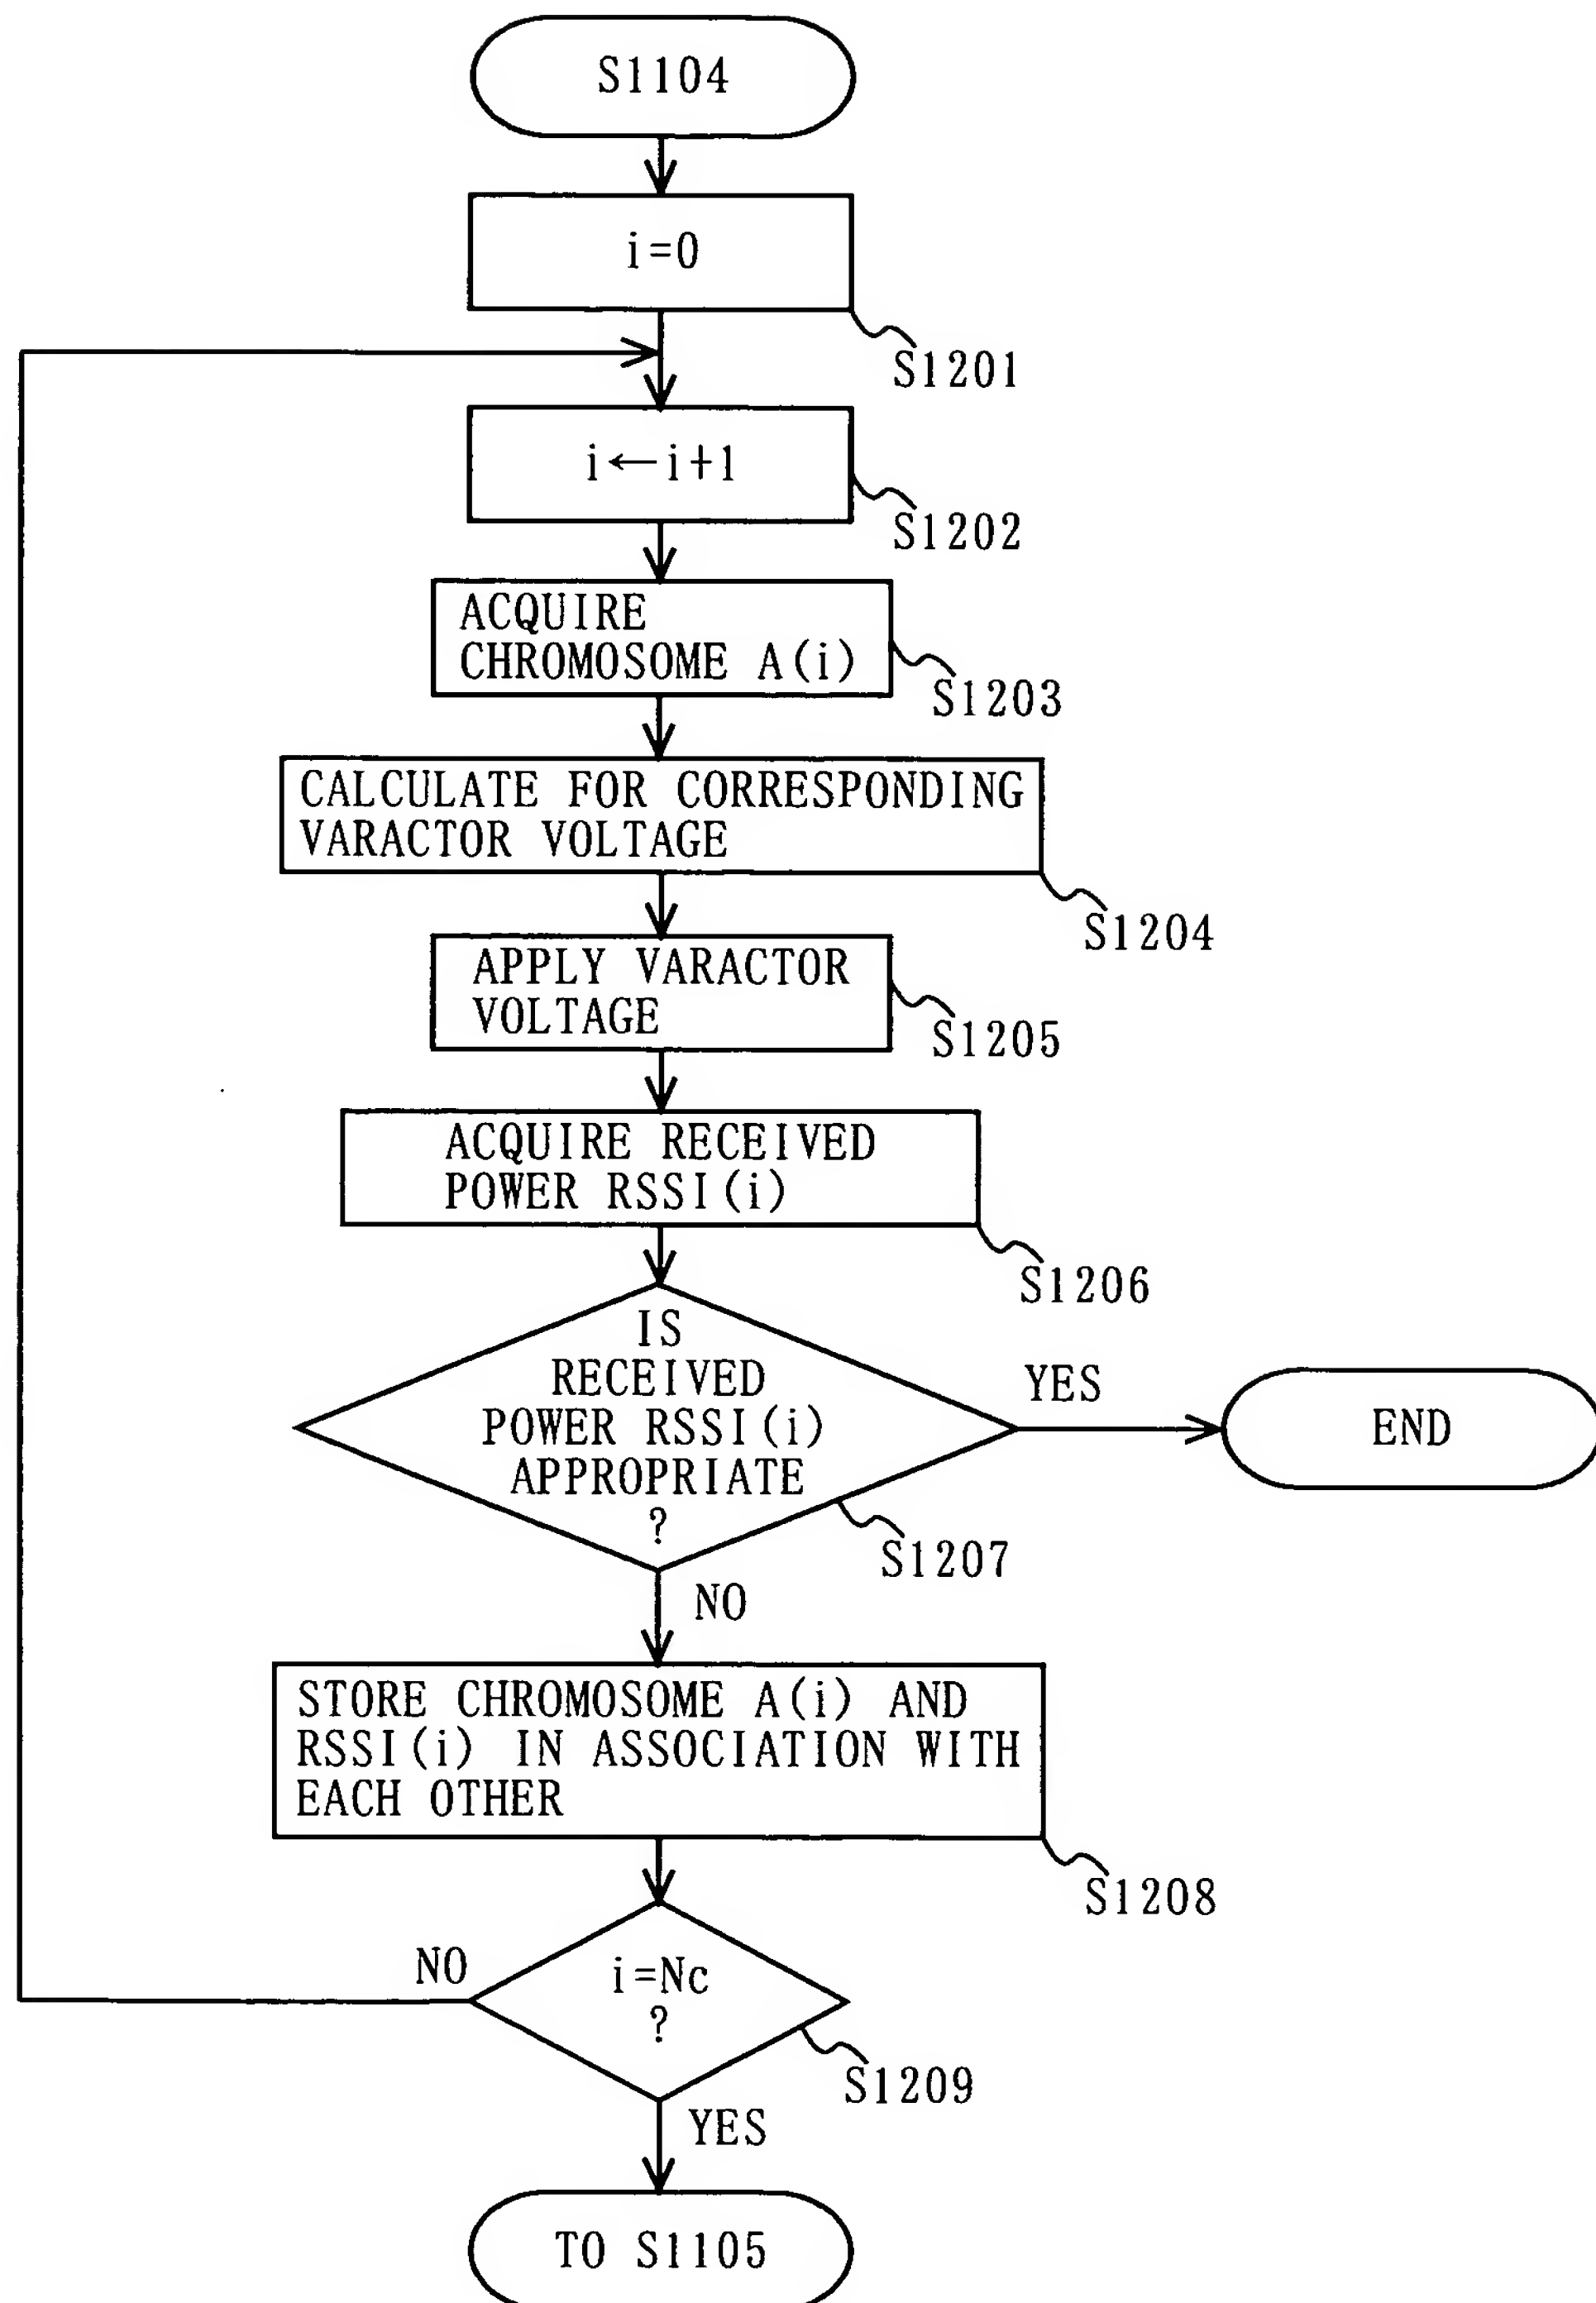 S1104
i=0
S1201
i←i+1
S1202
ACQUIRE
CHROMOSOME A(i)
S1203
CALCULATE FOR CORRESPONDING
VARACTOR VOLTAGE
S1204
APPLY VARACTOR
VOLTAGE
S1205
ACQUIRE RECEIVED
POWER RSSI(i)
S1206
IS
RECEIVED
POWER RSSI(i)
APPROPRIATE
?
YES
END
S1207
NO
STORE CHROMOSOME A(i) AND
RSSI(i) IN ASSOCIATION WITH
EACH OTHER
S1208
NO
i=Nc
?
S1209
YES
TO S1105